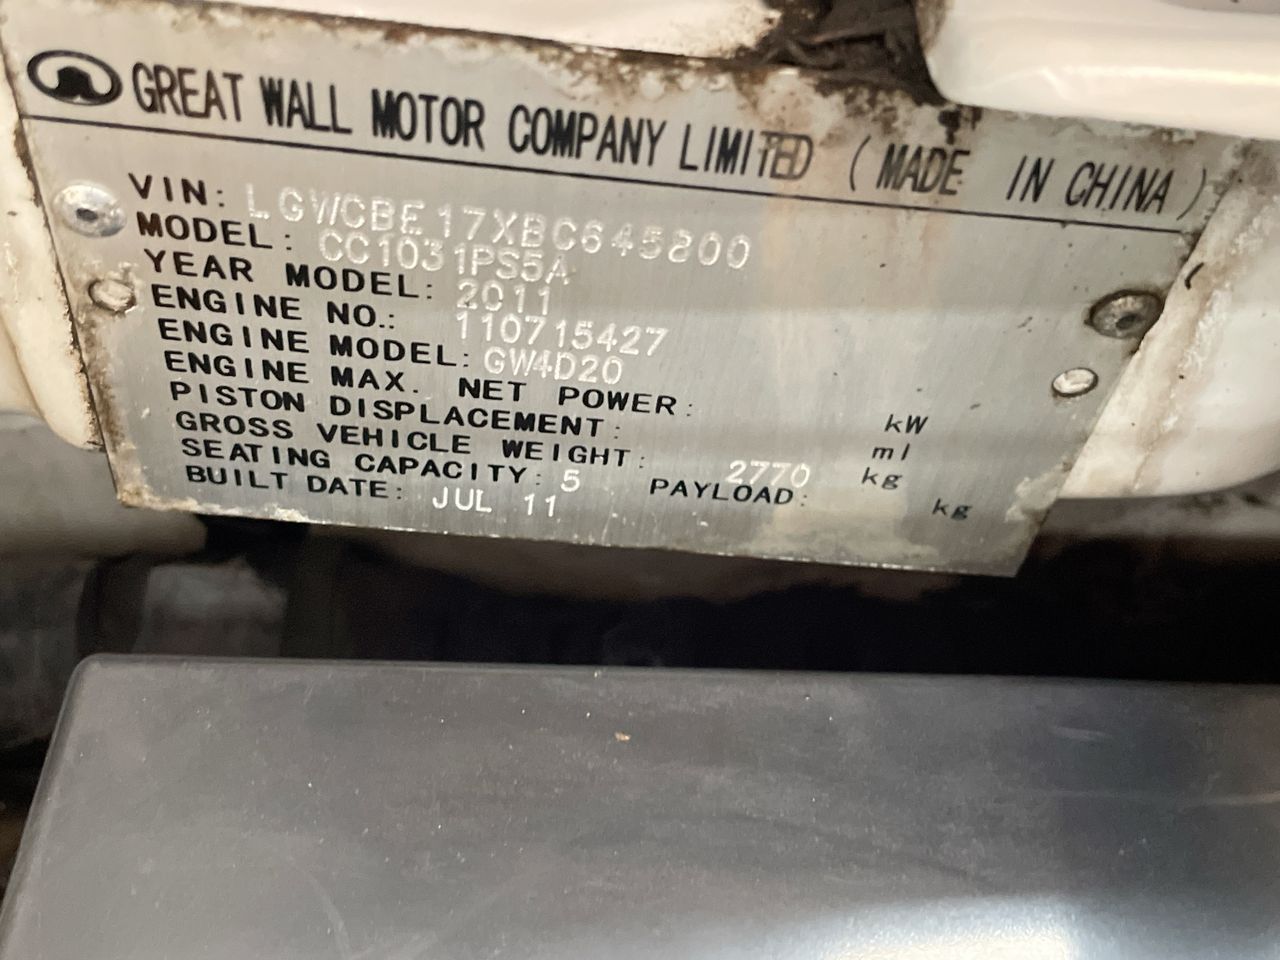 GREAT WALL MOTOR COMPANY LIMITED (MADE IN CHINA)
VIN: LGWCBE17XBC645800
MODEL: CC1031PS5A
YEAR MODEL: 2011
ENGINE NO.: 110715427
ENGINE MODEL: GW4D20
ENGINE MAX. NET POWER: kW
PISTON DISPLACEMENT: ml
GROSS VEHICLE WEIGHT: 2770 kg
SEATING CAPACITY: 5 PAYLOAD: kg
BUILT DATE: JUL 11